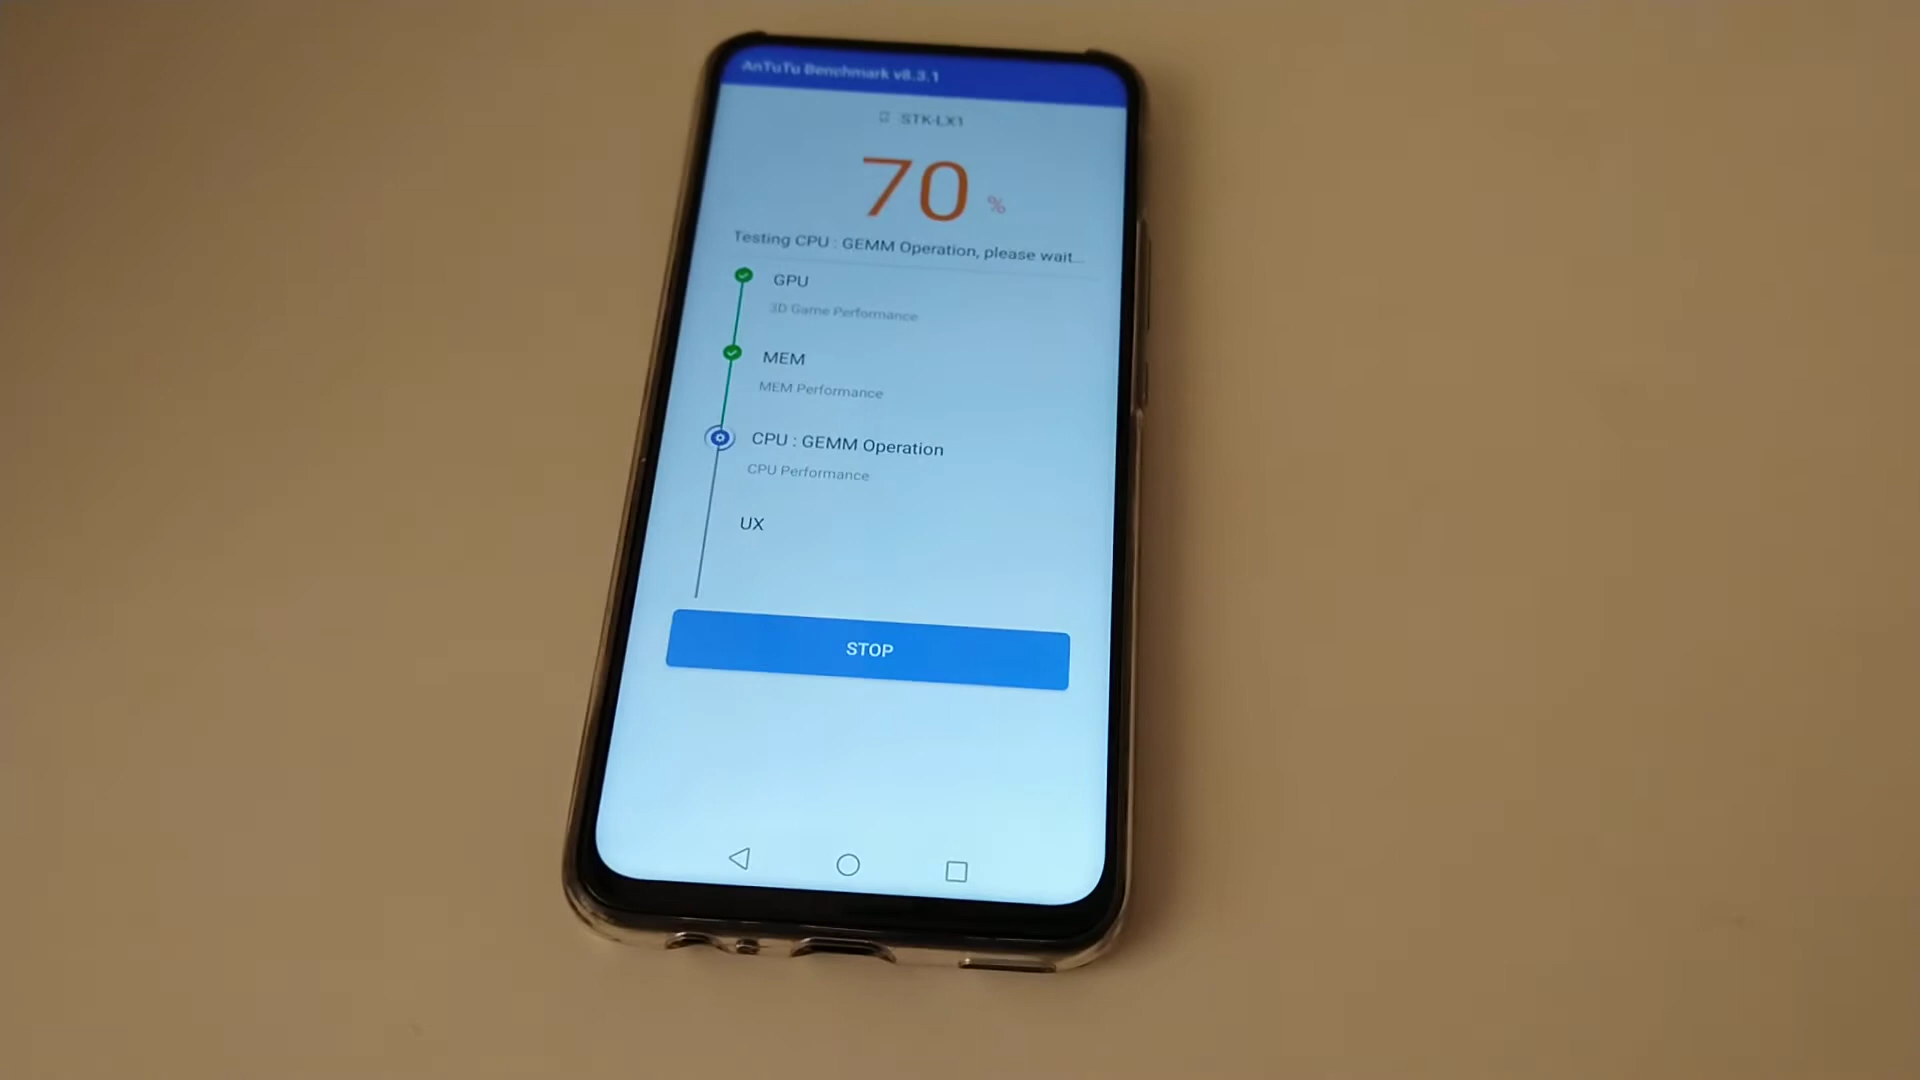 AnTuTu Benchmark v8.3.1
STK-LX1
70 %
Testing CPU : GEMM Operation, please wait...
GPU
3D Game Performance
MEM
MEM Performance
CPU : GEMM Operation
CPU Performance
UX
STOP